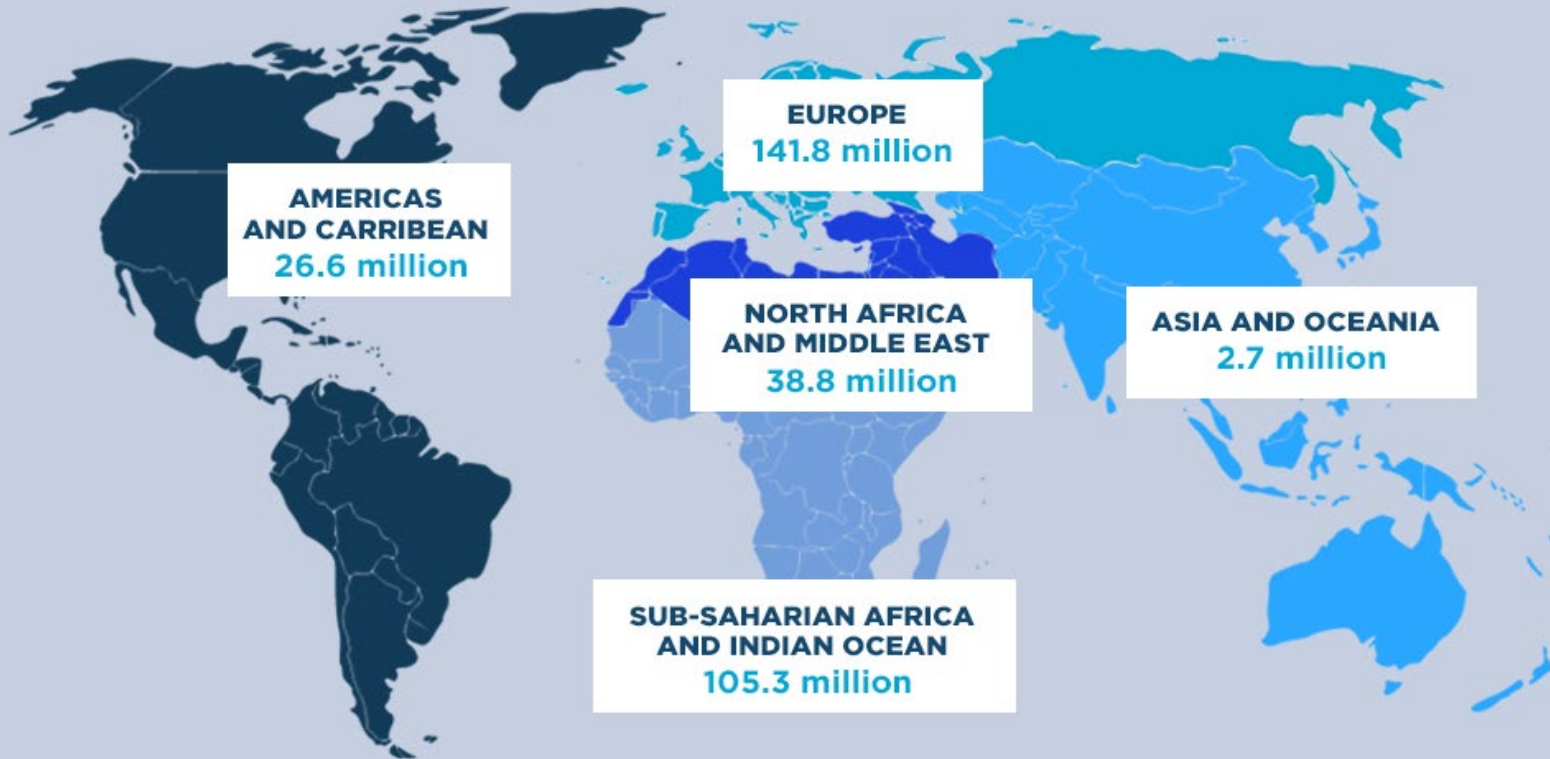 EUROPE
141.8 million
AMERICAS
AND CARRIBEAN
26.6 million
NORTH AFRICA
AND MIDDLE EAST
38.8 million
ASIA AND OCEANIA
2.7 million
SUB-SAHARIAN AFRICA
AND INDIAN OCEAN
105.3 million